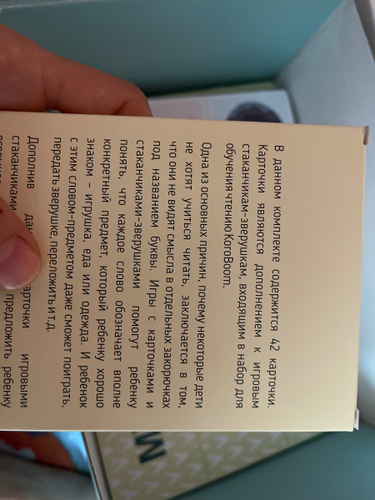 В данном комплекте содержится 42 карточки.
Карточки являются дополнением к игровым
стаканчикам-зверушкам, входящим в набор для
обучения чтению KoroBoom.
Одна из основных причин, почему некоторые дети
не хотят учиться читать, заключается в том,
что они не видят смысла в отдельных закорючках
под названием буквы. Игры с карточками и
стаканчиками-зверушками помогут ребенку
понять, что каждое слово обозначает вполне
конкретный предмет, который ребенку хорошо
знаком – игрушка, еда или одежда. И ребенок
с этим словом-предметом даже сможет поиграть,
передать зверушке, переложить и т.д.
Дополнив карточки игровыми
стаканчиками предложить ребенку